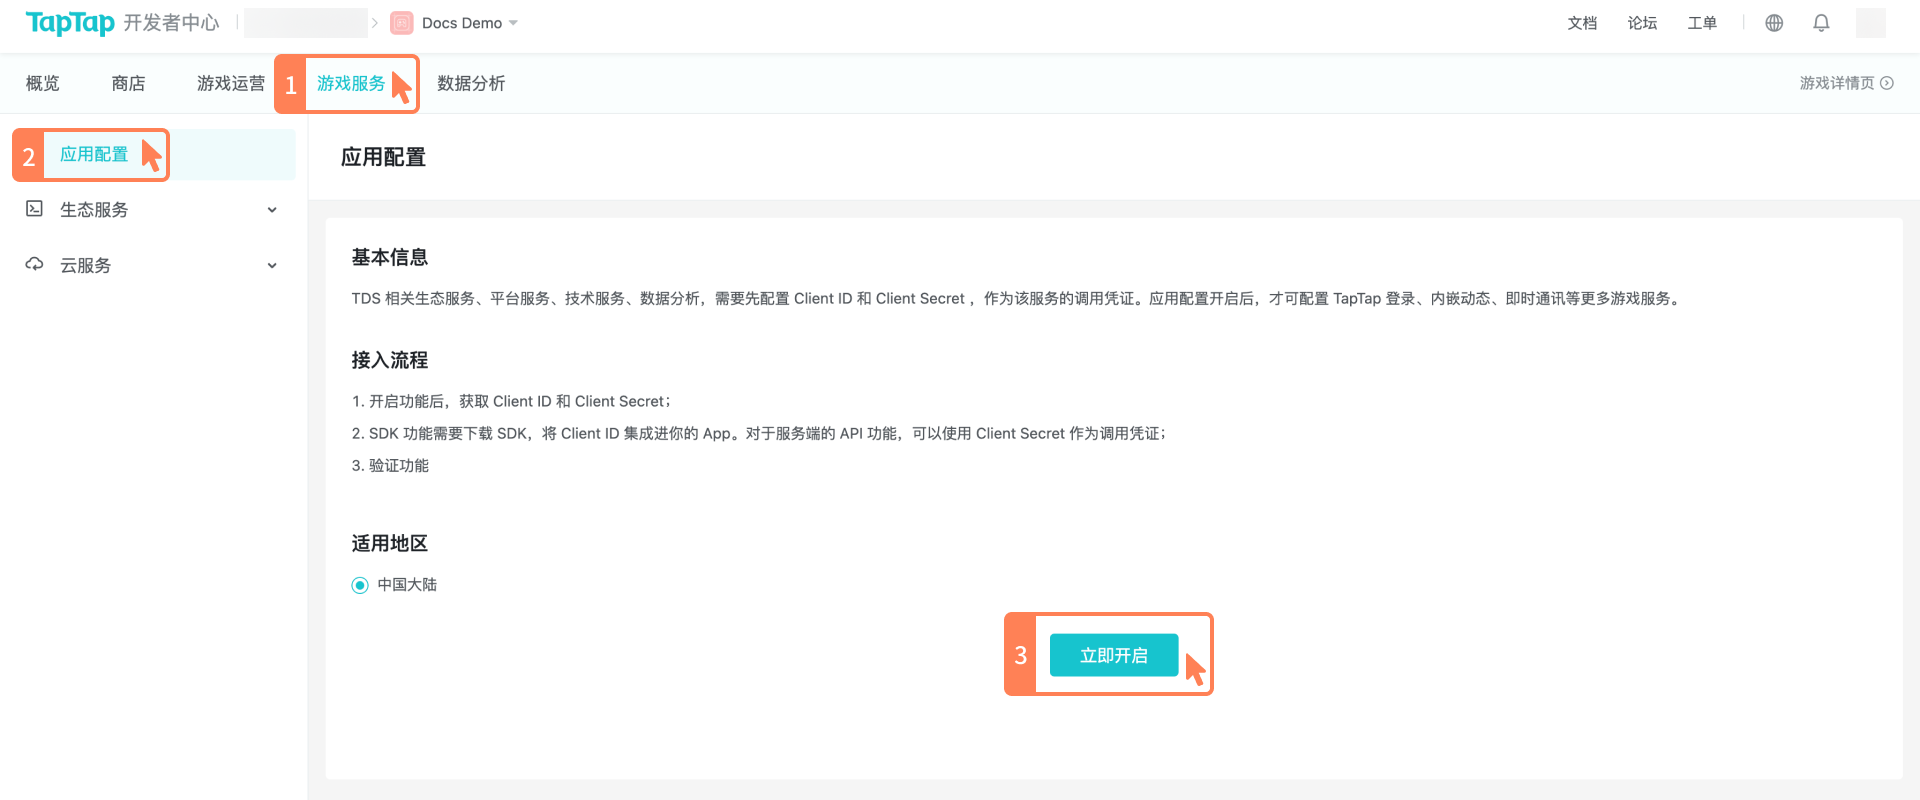 TapTap 开发者中心
Docs Demo
文档
论坛
工单
概览
商店
游戏运营
1
游戏服务
数据分析
游戏详情页
2
应用配置
生态服务
云服务
应用配置
基本信息
TDS 相关生态服务、平台服务、技术服务、数据分析，需要先配置 Client ID 和 Client Secret ，作为该服务的调用凭证。应用配置开启后，才可配置 TapTap 登录、内嵌动态、即时通讯等更多游戏服务。
接入流程
1. 开启功能后，获取 Client ID 和 Client Secret；
2. SDK 功能需要下载 SDK，将 Client ID 集成进你的 App。对于服务端的 API 功能，可以使用 Client Secret 作为调用凭证；
3. 验证功能
适用地区
中国大陆
3
立即开启